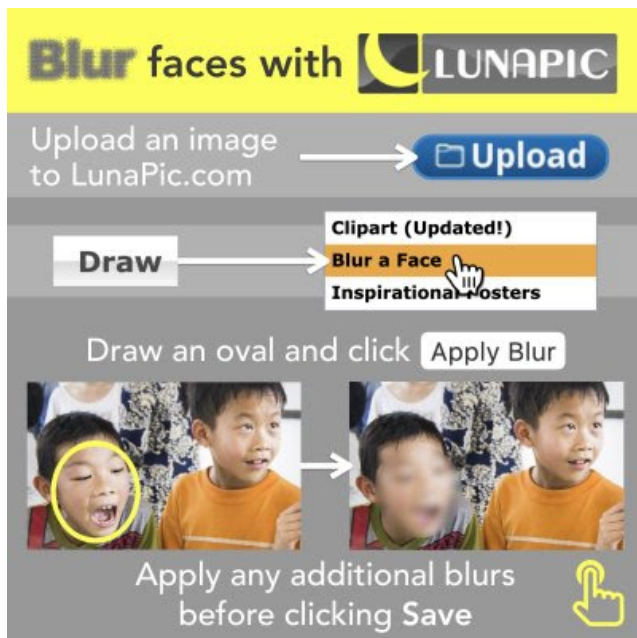 Blur faces with LUNAPIC
Upload an image
to LunaPic.com
Upload
Draw
Clipart (Updated!)
Blur a Face
Inspirational Posters
Draw an oval and click Apply Blur
Apply any additional blurs
before clicking Save